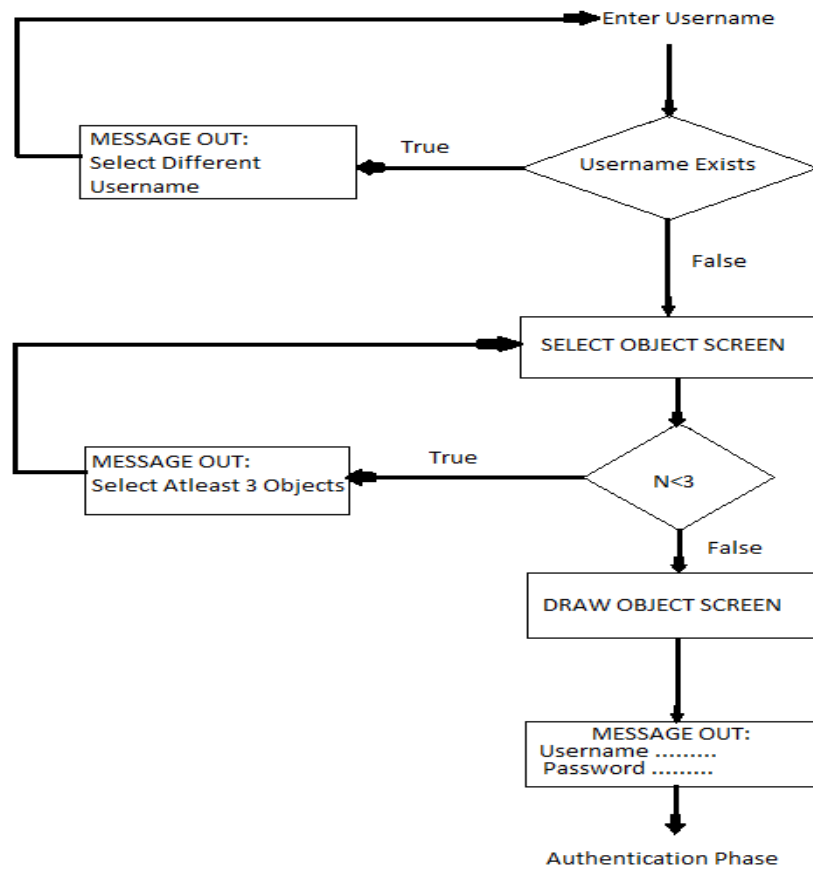 Enter Username
MESSAGE OUT:
Select Different
Username
True
Username Exists
False
SELECT OBJECT SCREEN
MESSAGE OUT:
Select Atleast 3 Objects
True
N<3
False
DRAW OBJECT SCREEN
MESSAGE OUT:
Username .........
Password .........
Authentication Phase